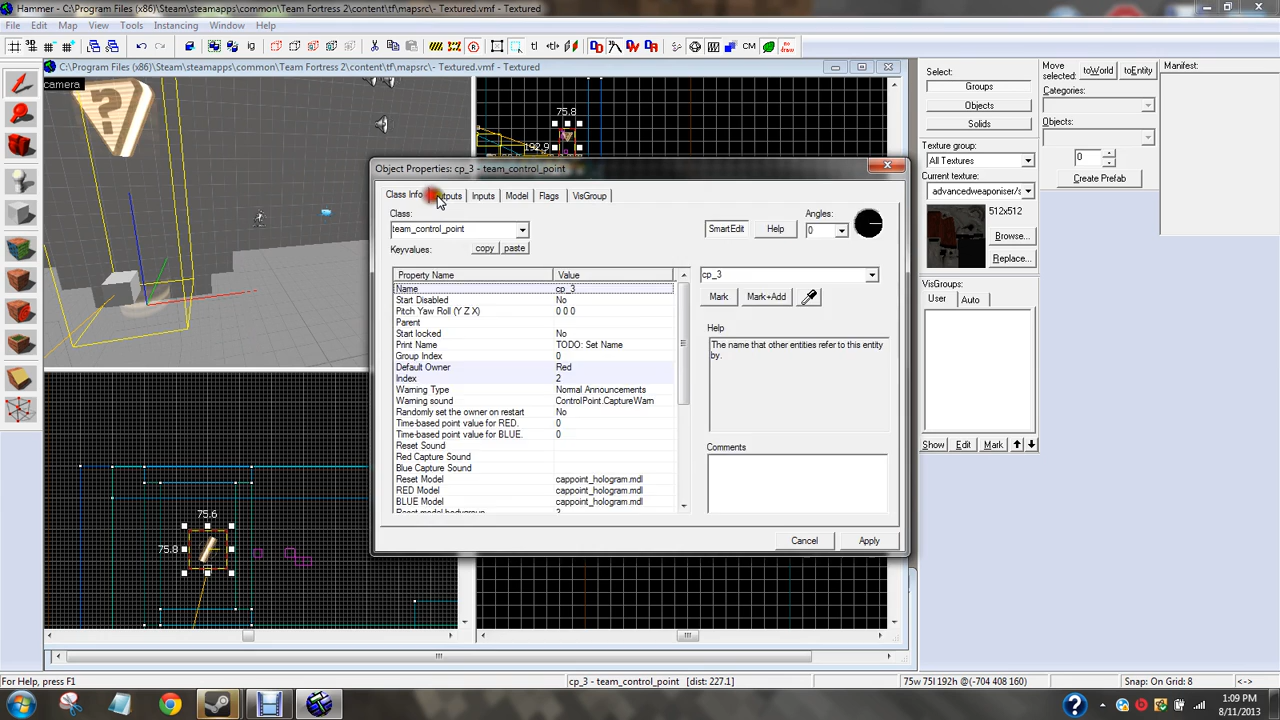 Hammer - C:\Program Files (x86)\Steam\steamapps\common\Team Fortress 2\content\tf\mapsrc\- Textured.vmf - Textured
File Edit Map View Tools Instancing Window Help
CM
C:\Program Files (x86)\Steam\steamapps\common\Team Fortress 2\content\tf\mapsrc\- Textured.vmf - Textured
camera
75.8
192.9
Object Properties: cp_3 - team_control_point
Class Info Outputs Inputs Model Flags VisGroup
Class:
team_control_point
SmartEdit
Help
Angles:
0
Keyvalues:
copy
paste
Property Name Value
Name cp_3
Start Disabled No
Pitch Yaw Roll (Y Z X) 0 0 0
Parent
Start locked No
Print Name TODO: Set Name
Group Index 0
Default Owner Red
Index 2
Warning Type Normal Announcements
Warning sound ControlPoint.CaptureWarn
Randomly set the owner on restart No
Time-based point value for RED. 0
Time-based point value for BLUE. 0
Reset Sound
Red Capture Sound
Blue Capture Sound
Reset Model cappoint_hologram.mdl
RED Model cappoint_hologram.mdl
BLUE Model cappoint_hologram.mdl
cp_3
Mark
Mark+Add
Help
The name that other entities refer to this entity
by.
Comments
Cancel
Apply
75.6
75.8
Select:
Groups
Objects
Solids
Texture group:
All Textures
Current texture:
advancedweaponiser/s
512x512
Browse...
Replace...
VisGroups:
User Auto
Show Edit Mark
Move
selected:
toWorld
toEntity
Categories:
Objects:
0
Create Prefab
Manifest:
For Help, press F1
cp_3 - team_control_point [dist: 227.1]
75w 75l 192h @(-704 408 160)
Snap: On Grid: 8
<->
1:09 PM
8/11/2013